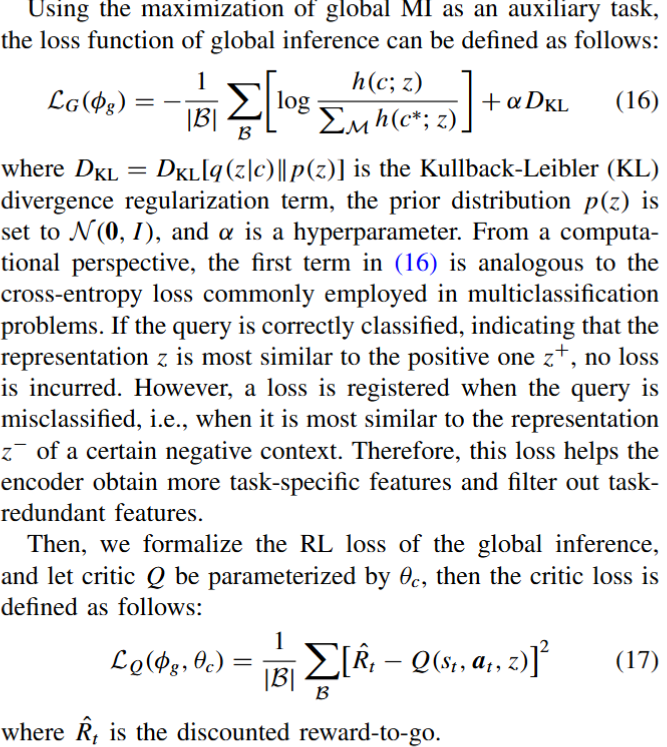 Using the maximization of global MI as an auxiliary task,
the loss function of global inference can be defined as follows:
$\mathcal{L}_G(\phi_g) = -\frac{1}{|\mathcal{B}|} \sum_{\mathcal{B}} \left[ \log \frac{h(c; z)}{\sum_{\mathcal{M}} h(c^*; z)} \right] + \alpha D_{\mathrm{KL}}$ (16)
where $D_{\mathrm{KL}} = D_{\mathrm{KL}}[q(z|c) \| p(z)]$ is the Kullback-Leibler (KL)
divergence regularization term, the prior distribution $p(z)$ is
set to $\mathcal{N}(\mathbf{0}, I)$, and $\alpha$ is a hyperparameter. From a computa-
tional perspective, the first term in (16) is analogous to the
cross-entropy loss commonly employed in multiclassification
problems. If the query is correctly classified, indicating that the
representation $z$ is most similar to the positive one $z^+$, no loss
is incurred. However, a loss is registered when the query is
misclassified, i.e., when it is most similar to the representation
$z^-$ of a certain negative context. Therefore, this loss helps the
encoder obtain more task-specific features and filter out task-
redundant features.
Then, we formalize the RL loss of the global inference,
and let critic $Q$ be parameterized by $\theta_c$, then the critic loss is
defined as follows:
$\mathcal{L}_Q(\phi_g, \theta_c) = \frac{1}{|\mathcal{B}|} \sum_{\mathcal{B}} \left[ \hat{R}_t - Q(s_t, \boldsymbol{a}_t, z) \right]^2$ (17)
where $\hat{R}_t$ is the discounted reward-to-go.